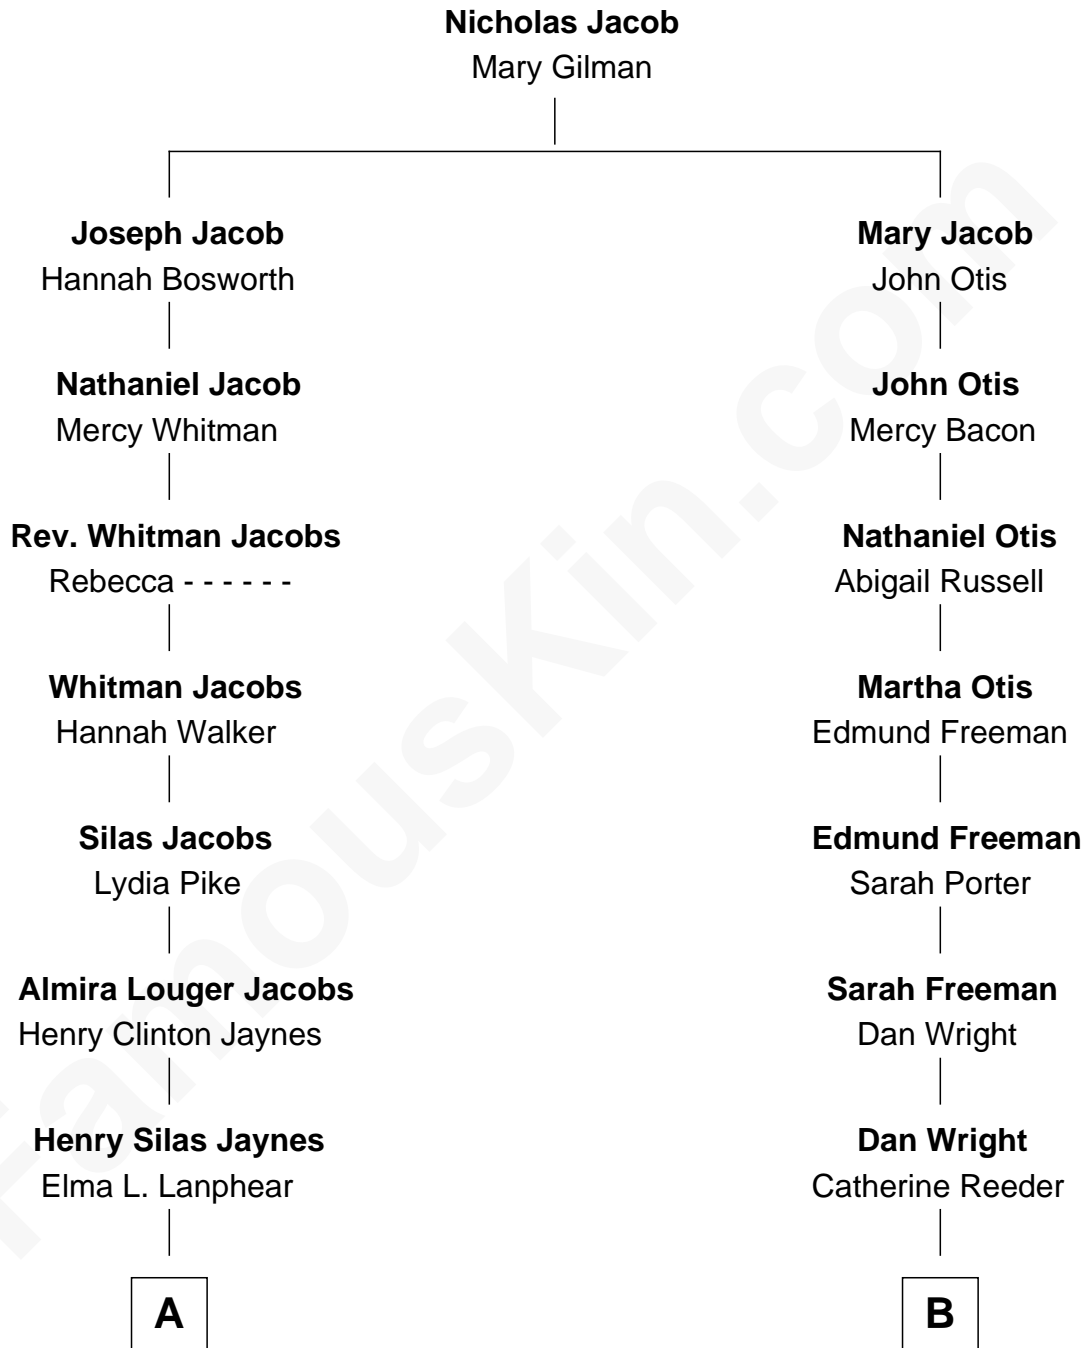 Nicholas Jacob
Mary Gilman
Joseph Jacob
Hannah Bosworth
Mary Jacob
John Otis
Nathaniel Jacob
Mercy Whitman
John Otis
Mercy Bacon
Rev. Whitman Jacobs
Rebecca - - - - - -
Nathaniel Otis
Abigail Russell
Whitman Jacobs
Hannah Walker
Martha Otis
Edmund Freeman
Silas Jacobs
Lydia Pike
Edmund Freeman
Sarah Porter
Almira Louger Jacobs
Henry Clinton Jaynes
Sarah Freeman
Dan Wright
Henry Silas Jaynes
Elma L. Lanphear
Dan Wright
Catherine Reeder
A
B
FamousKin.com